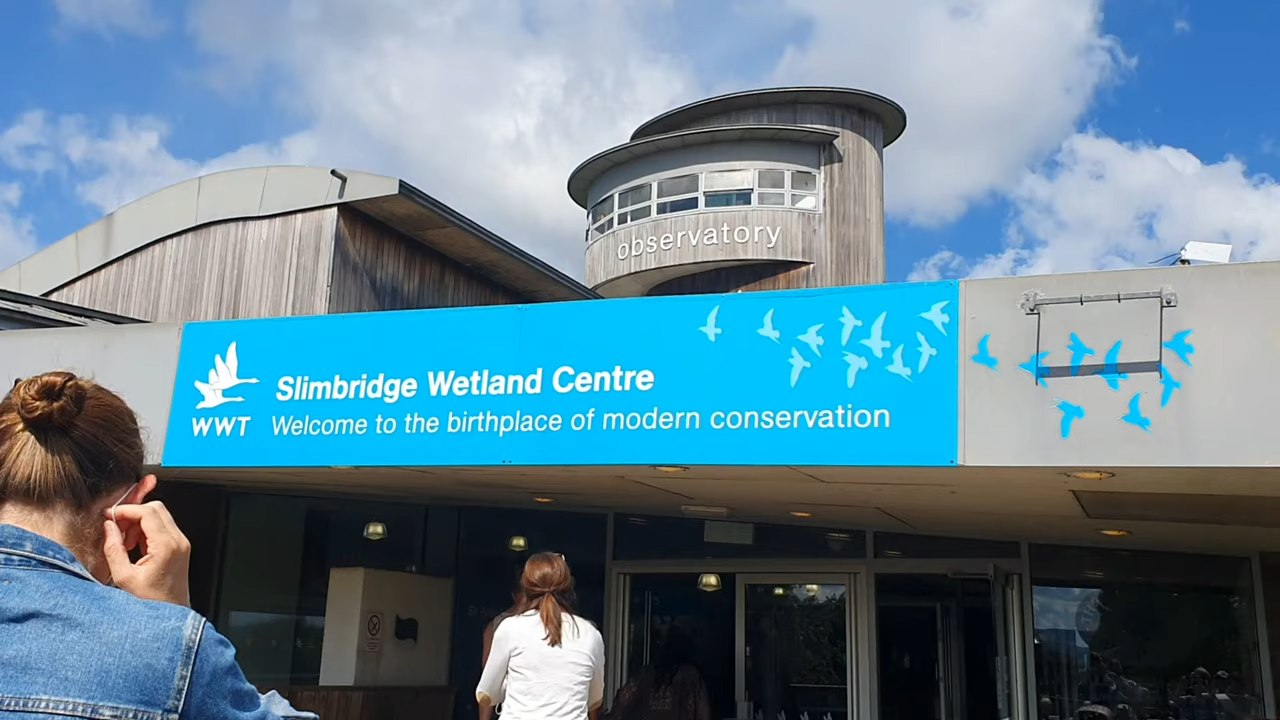 observatory
Slimbridge Wetland Centre
WWT
Welcome to the birthplace of modern conservation